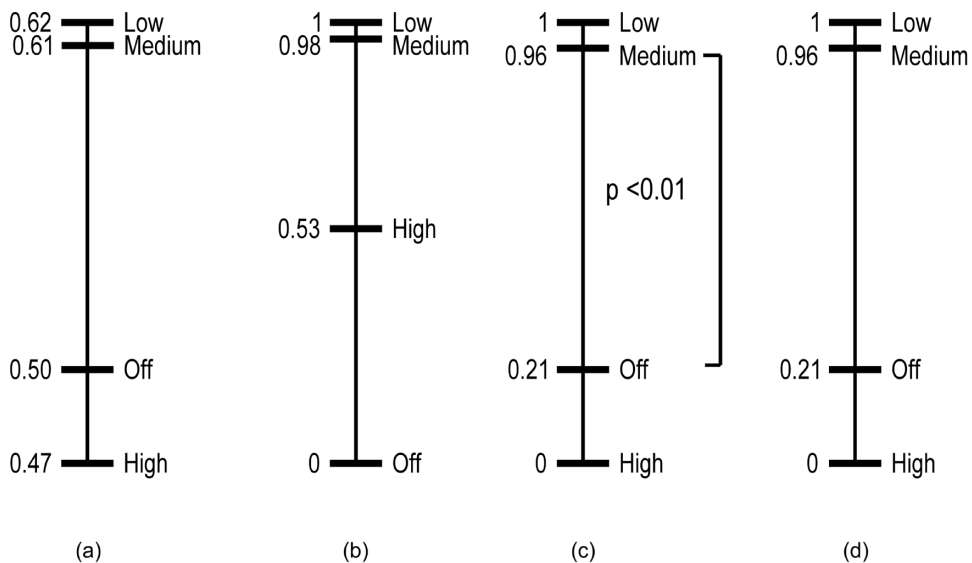 0.62 Low
0.61 Medium
0.50 Off
0.47 High
(a)
1 Low
0.98 Medium
0.53 High
0 Off
(b)
1 Low
0.96 Medium
p <0.01
0.21 Off
0 High
(c)
1 Low
0.96 Medium
0.21 Off
0 High
(d)